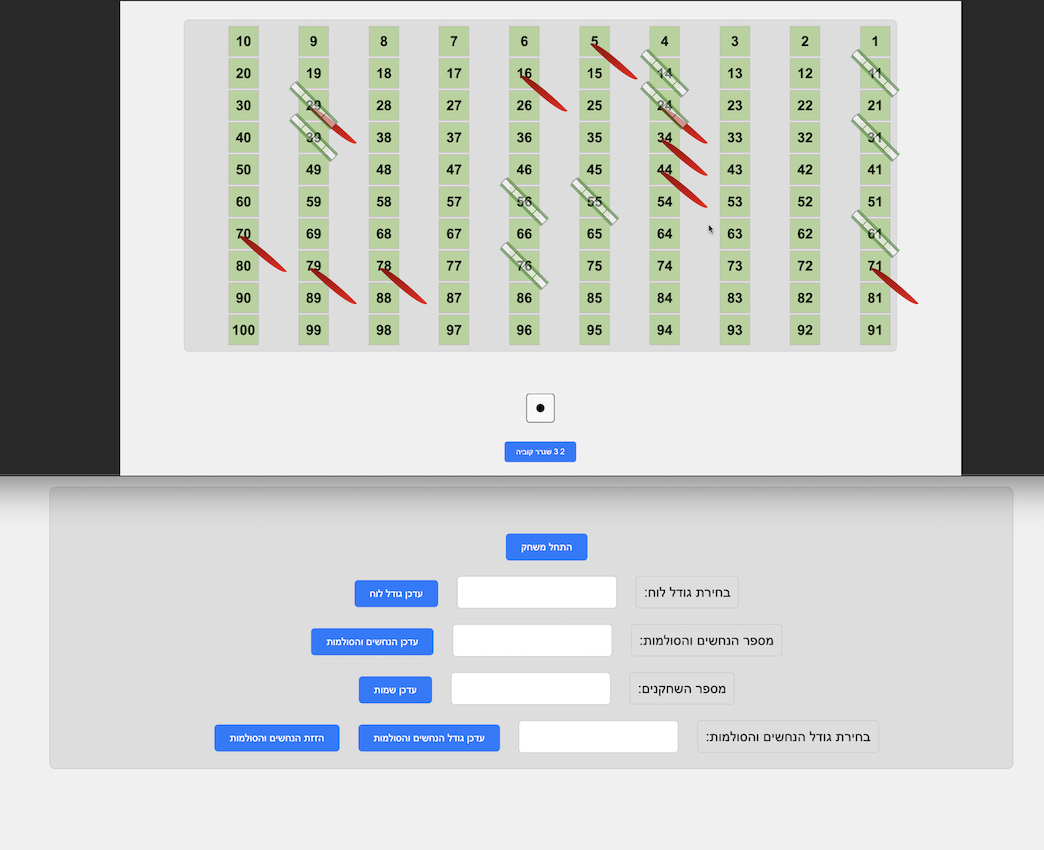 10 9 8 7 6 5 4 3 2 1
20 19 18 17 16 15 14 13 12 11
30 29 28 27 26 25 24 23 22 21
40 39 38 37 36 35 34 33 32 31
50 49 48 47 46 45 44 43 42 41
60 59 58 57 56 55 54 53 52 51
70 69 68 67 66 65 64 63 62 61
80 79 78 77 76 75 74 73 72 71
90 89 88 87 86 85 84 83 82 81
100 99 98 97 96 95 94 93 92 91
2 3 שגרר קוביה
התחל משחק
בחירת גודל לוח:
עדכן גודל לוח
מספר הנחשים והסולמות:
עדכן הנחשים והסולמות
מספר השחקנים:
עדכן שמות
בחירת גודל הנחשים והסולמות:
עדכן גודל הנחשים והסולמות
הזזת הנחשים והסולמות